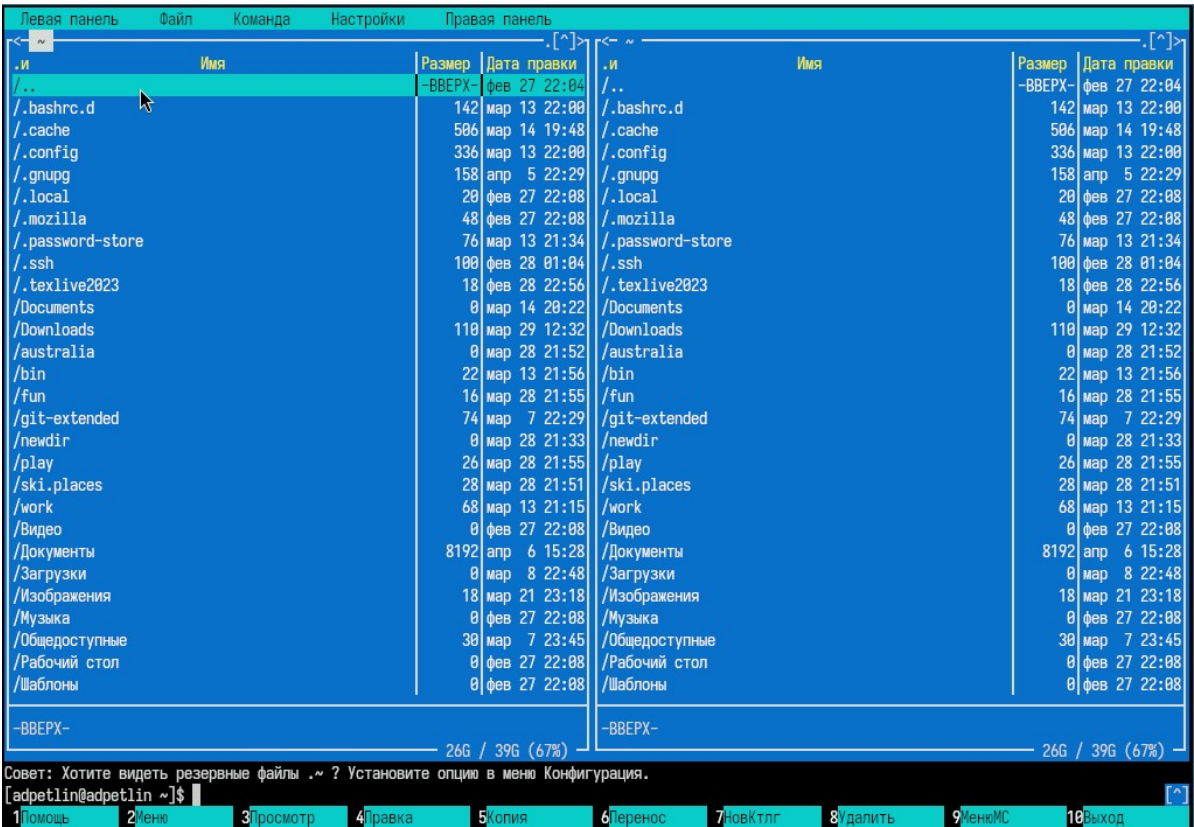 Левая панель Файл Команда Настройки Правая панель
<- ~ .[^]> <- ~ .[^]>
.и Имя Размер Дата правки .и Имя Размер Дата правки
/.. -ВВЕРХ- фев 27 22:04 /.. -ВВЕРХ- фев 27 22:04
/.bashrc.d 142 мар 13 22:00 /.bashrc.d 142 мар 13 22:00
/.cache 506 мар 14 19:48 /.cache 506 мар 14 19:48
/.config 336 мар 13 22:00 /.config 336 мар 13 22:00
/.gnupg 158 апр 5 22:29 /.gnupg 158 апр 5 22:29
/.local 20 фев 27 22:08 /.local 20 фев 27 22:08
/.mozilla 48 фев 27 22:08 /.mozilla 48 фев 27 22:08
/.password-store 76 мар 13 21:34 /.password-store 76 мар 13 21:34
/.ssh 100 фев 28 01:04 /.ssh 100 фев 28 01:04
/.texlive2023 18 фев 28 22:56 /.texlive2023 18 фев 28 22:56
/Documents 0 мар 14 20:22 /Documents 0 мар 14 20:22
/Downloads 110 мар 29 12:32 /Downloads 110 мар 29 12:32
/australia 0 мар 28 21:52 /australia 0 мар 28 21:52
/bin 22 мар 13 21:56 /bin 22 мар 13 21:56
/fun 16 мар 28 21:55 /fun 16 мар 28 21:55
/git-extended 74 мар 7 22:29 /git-extended 74 мар 7 22:29
/newdir 0 мар 28 21:33 /newdir 0 мар 28 21:33
/play 26 мар 28 21:55 /play 26 мар 28 21:55
/ski.places 28 мар 28 21:51 /ski.places 28 мар 28 21:51
/work 68 мар 13 21:15 /work 68 мар 13 21:15
/Видео 0 фев 27 22:08 /Видео 0 фев 27 22:08
/Документы 8192 апр 6 15:28 /Документы 8192 апр 6 15:28
/Загрузки 0 мар 8 22:48 /Загрузки 0 мар 8 22:48
/Изображения 18 мар 21 23:18 /Изображения 18 мар 21 23:18
/Музыка 0 фев 27 22:08 /Музыка 0 фев 27 22:08
/Общедоступные 30 мар 7 23:45 /Общедоступные 30 мар 7 23:45
/Рабочий стол 0 фев 27 22:08 /Рабочий стол 0 фев 27 22:08
/Шаблоны 0 фев 27 22:08 /Шаблоны 0 фев 27 22:08
-ВВЕРХ- -ВВЕРХ-
26G / 39G (67%) 26G / 39G (67%)
Совет: Хотите видеть резервные файлы .~ ? Установите опцию в меню Конфигурация.
[adpetlin@adpetlin ~]$ [^]
1Помощь 2Меню 3Просмотр 4Правка 5Копия 6Перенос 7НовКтлг 8Удалить 9МенюMC 10Выход